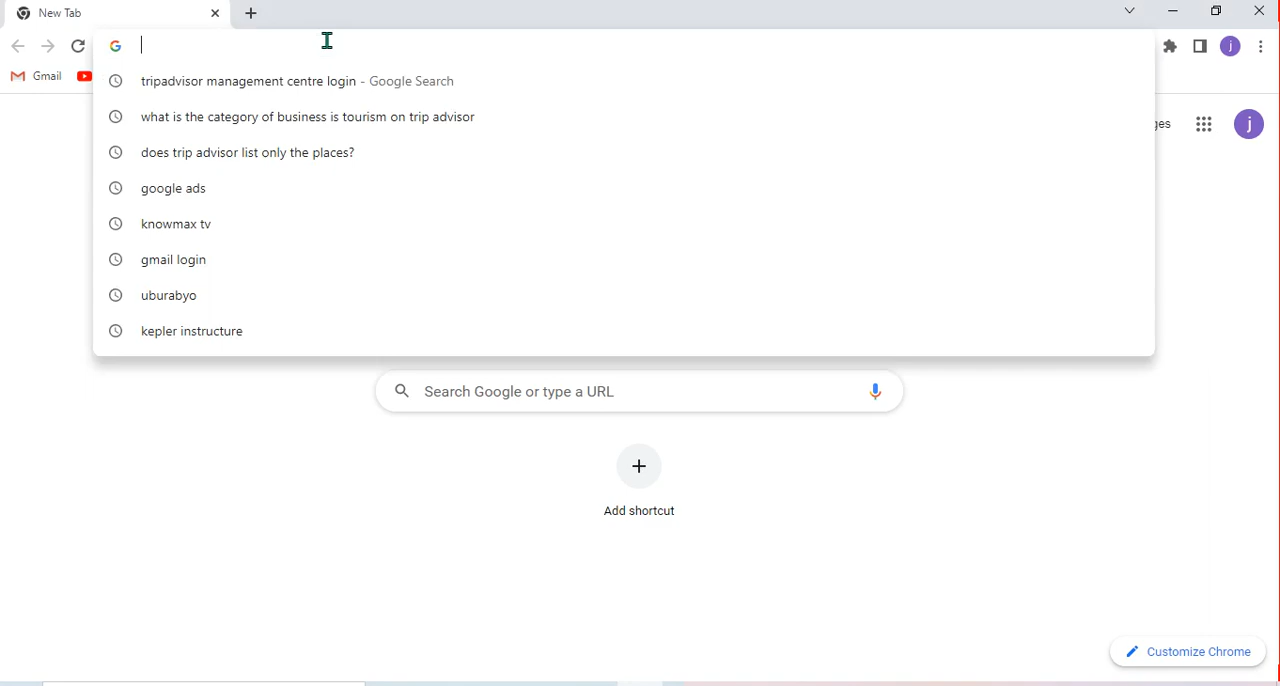 New Tab
Gmail
tripadvisor management centre login - Google Search
what is the category of business is tourism on trip advisor
does trip advisor list only the places?
google ads
knowmax tv
gmail login
uburabyo
kepler instructure
ges
j
j
Search Google or type a URL
Add shortcut
Customize Chrome